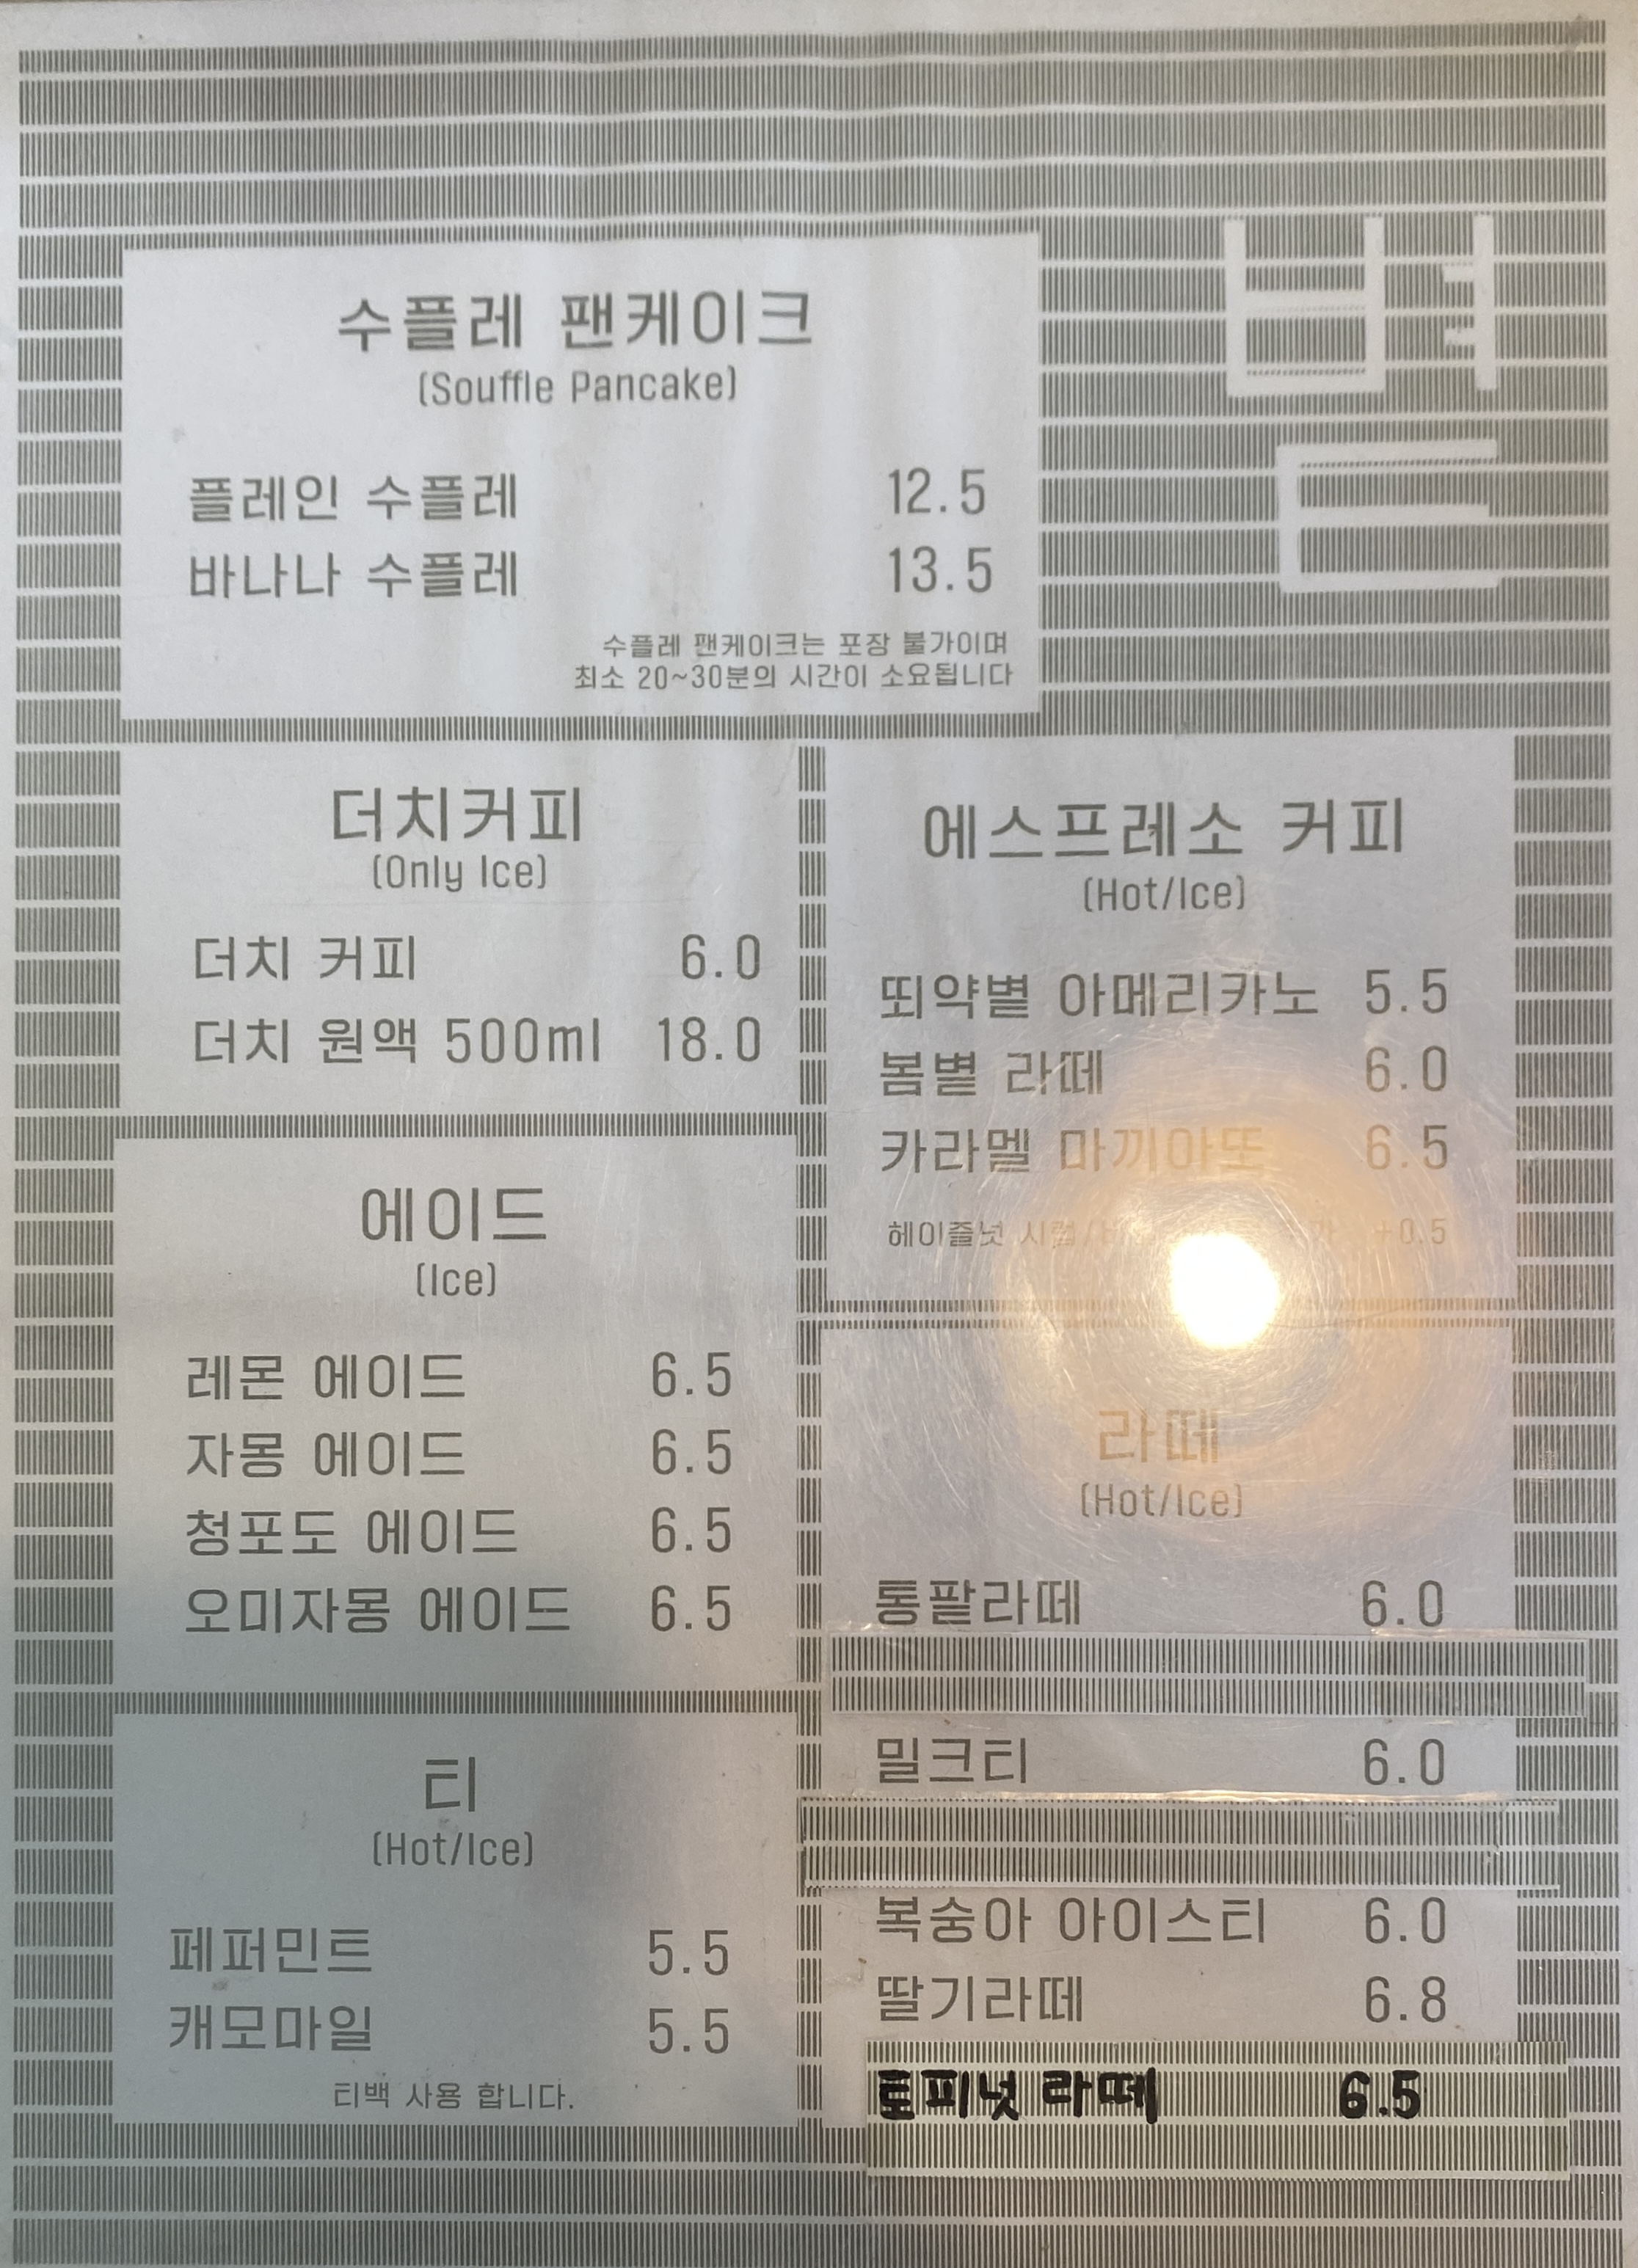 수플레 팬케이크
(Souffle Pancake)
플레인 수플레 12.5
바나나 수플레 13.5
수플레 팬케이크는 포장 불가이며
최소 20~30분의 시간이 소요됩니다
더치커피
(Only Ice)
더치 커피 6.0
더치 원액 500ml 18.0
에스프레소 커피
(Hot/Ice)
뙤약볕 아메리카노 5.5
봄볕 라떼 6.0
카라멜 마끼아또 6.5
헤이즐넛 시럽/ +0.5
에이드
(Ice)
레몬 에이드 6.5
자몽 에이드 6.5
청포도 에이드 6.5
오미자몽 에이드 6.5
라떼
(Hot/Ice)
통팥라떼 6.0
밀크티 6.0
복숭아 아이스티 6.0
딸기라떼 6.8
토피넛 라떼 6.5
티
(Hot/Ice)
페퍼민트 5.5
캐모마일 5.5
티백 사용 합니다.